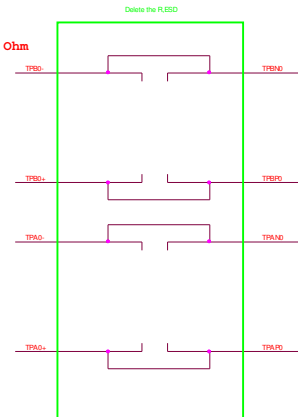 Delete the R,ESD
Ohm
TPB0- TPBN0
TPB0+ TPBP0
TPA0- TPAN0
TPA0+ TPAP0